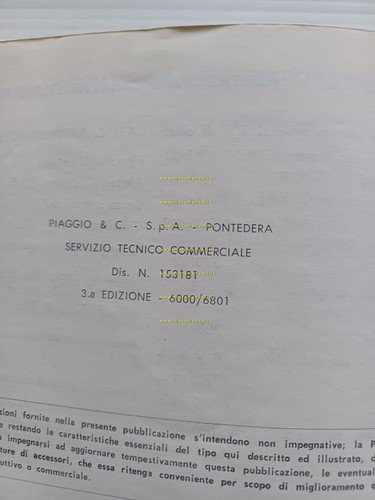 PIAGGIO & C. - S.p.A. - PONTEDERA
SERVIZIO TECNICO COMMERCIALE
Dis. N. 153181
3.a EDIZIONE - 6000/6801
zioni fornite nella presente pubblicazione s'intendono non impegnative; la P
e restando le caratteristiche essenziali del tipo qui descritto ed illustrato, d
a impegnarsi ad aggiornare tempestivamente questa pubblicazione, le eventual
ture di accessori, che essa ritenga conveniente per scopo di miglioramento o
uttivo o commerciale.